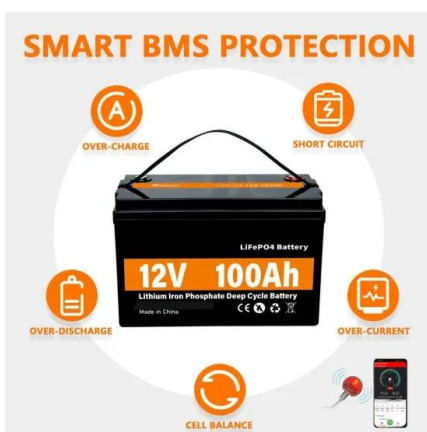 SMART BMS PROTECTION
A
OVER-CHARGE
SHORT CIRCUIT
LiFePO4 Battery
12V 100Ah
Lithium Iron Phosphate Deep Cycle Battery
Made in China
CE
OVER-DISCHARGE
OVER-CURRENT
CELL BALANCE